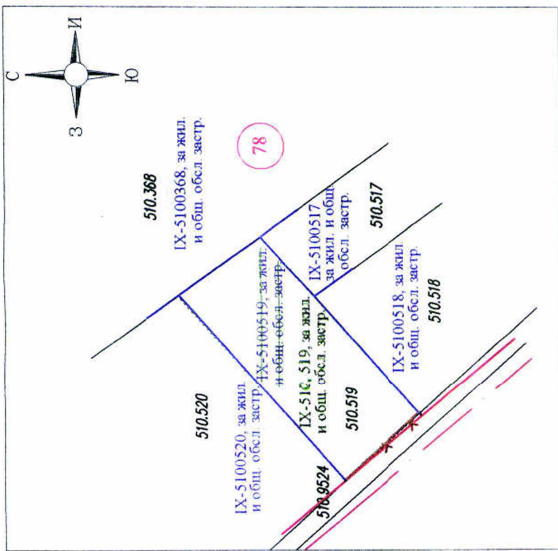 С
И
З
Ю
510.368
IX-5100368, за жил.
и общ. обсл. застр.
78
510.520
IX-5100520, за жил.
и общ. обсл. застр.
IX-5100519, за жил.
и общ. обсл. застр.
IX-510, 519, за жил.
и общ. обсл. застр.
510.519
510.9524
IX-5100517
за жил. и общ.
обсл. застр.
510.517
IX-5100518, за жил.
и общ. обсл. застр.
510.518